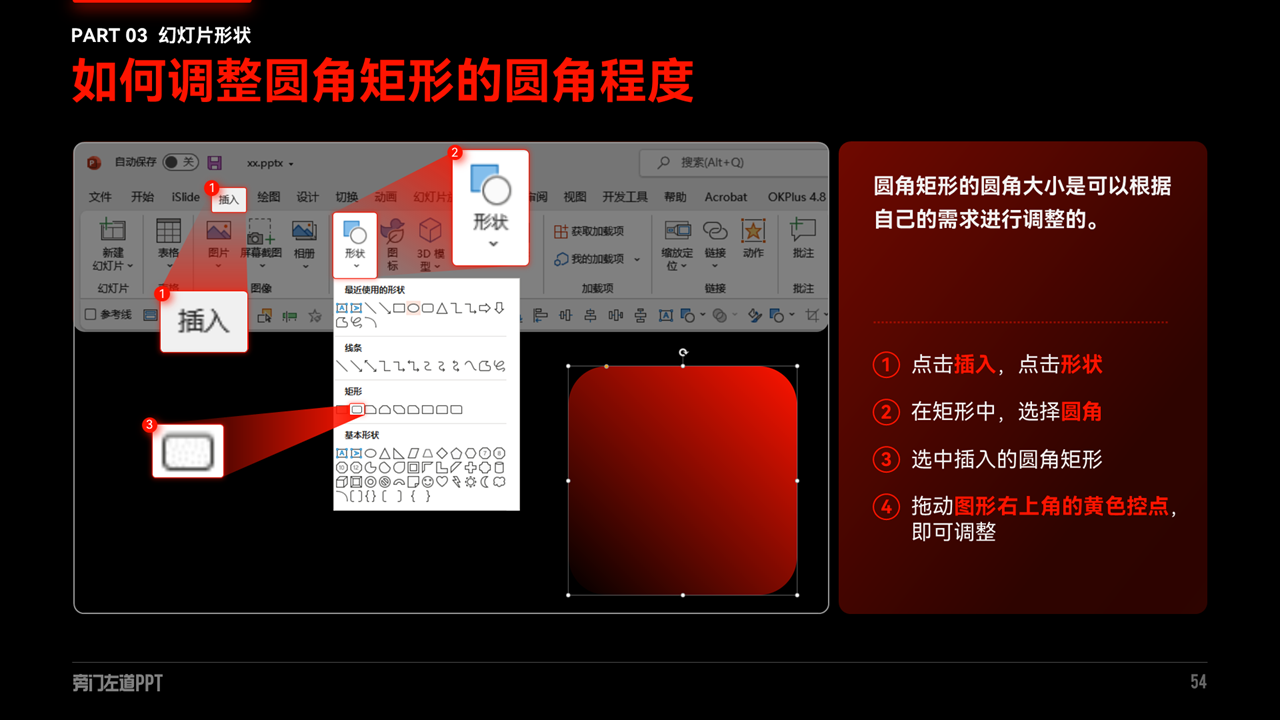 PART 03 幻灯片形状
如何调整圆角矩形的圆角程度
自动保存 关 xx.pptx 搜索(Alt+Q)
文件 开始 iSlide 插入 绘图 设计 切换 动画 审阅 视图 开发工具 帮助 Acrobat OKPlus 4.8
1
2
形状
新建
幻灯片
表格
图片
屏幕截图
相册
形状
图
标
3D 模
型
获取加载项
我的加载项
缩放定
位
链接
动作
批注
幻灯片
图像
加载项
链接
批注
参考线
1
插入
最近使用的形状
线条
矩形
基本形状
3
圆角矩形的圆角大小是可以根据
自己的需求进行调整的。
1 点击插入，点击形状
2 在矩形中，选择圆角
3 选中插入的圆角矩形
4 拖动图形右上角的黄色控点，
即可调整
旁门左道PPT
54